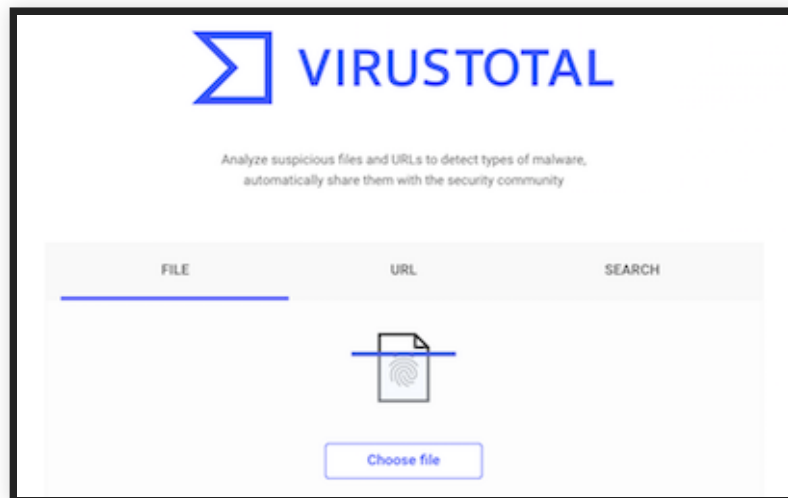 VIRUSTOTAL
Analyze suspicious files and URLs to detect types of malware,
automatically share them with the security community
FILE URL SEARCH
Choose file